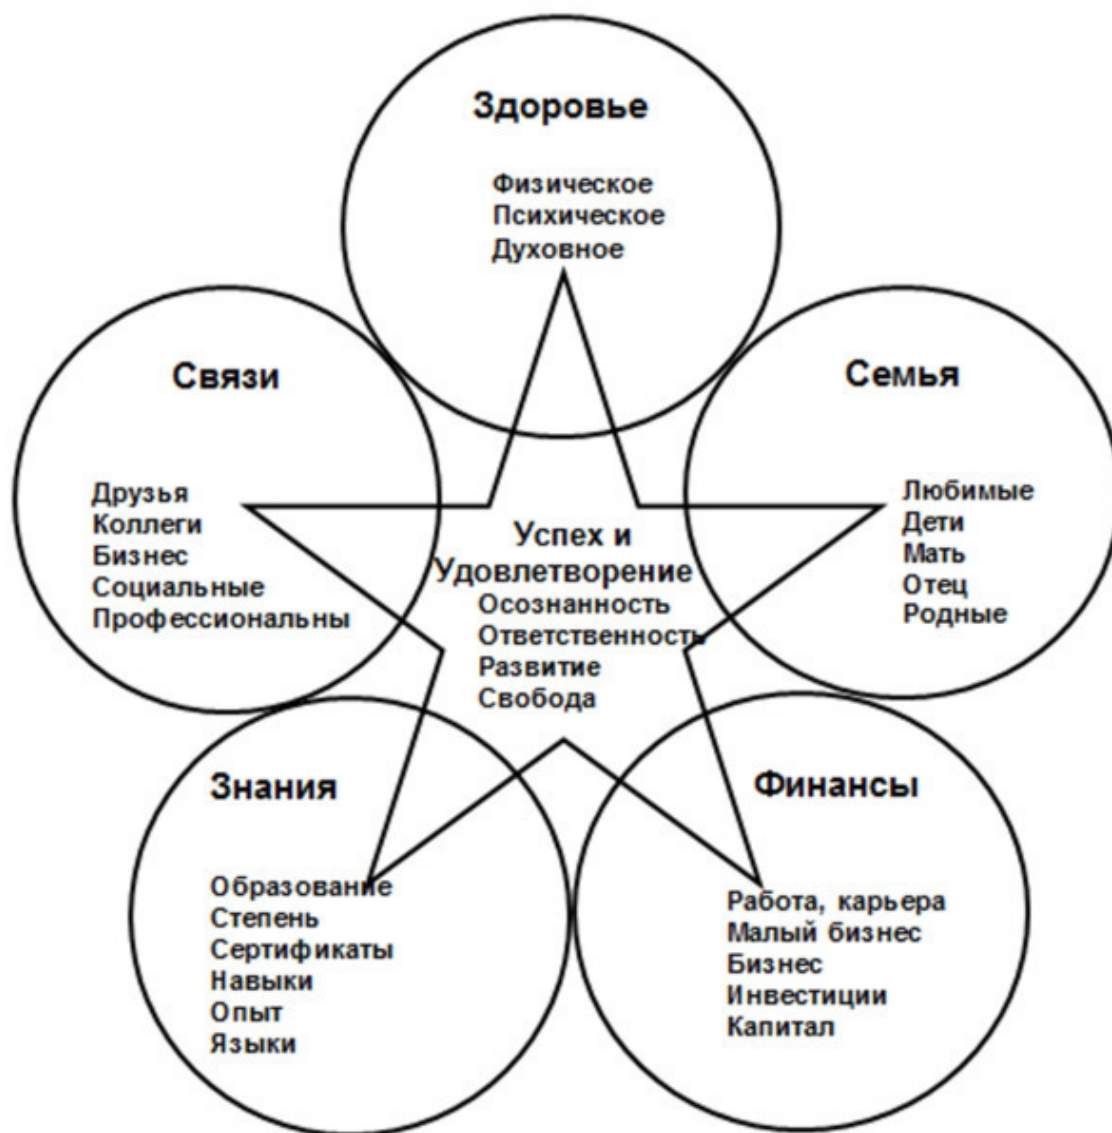 Здоровье
Физическое
Психическое
Духовное
Связи
Друзья
Коллеги
Бизнес
Социальные
Профессиональны
Семья
Любимые
Дети
Мать
Отец
Родные
Успех и
Удовлетворение
Осознанность
Ответственность
Развитие
Свобода
Знания
Образование
Степень
Сертификаты
Навыки
Опыт
Языки
Финансы
Работа, карьера
Малый бизнес
Бизнес
Инвестиции
Капитал